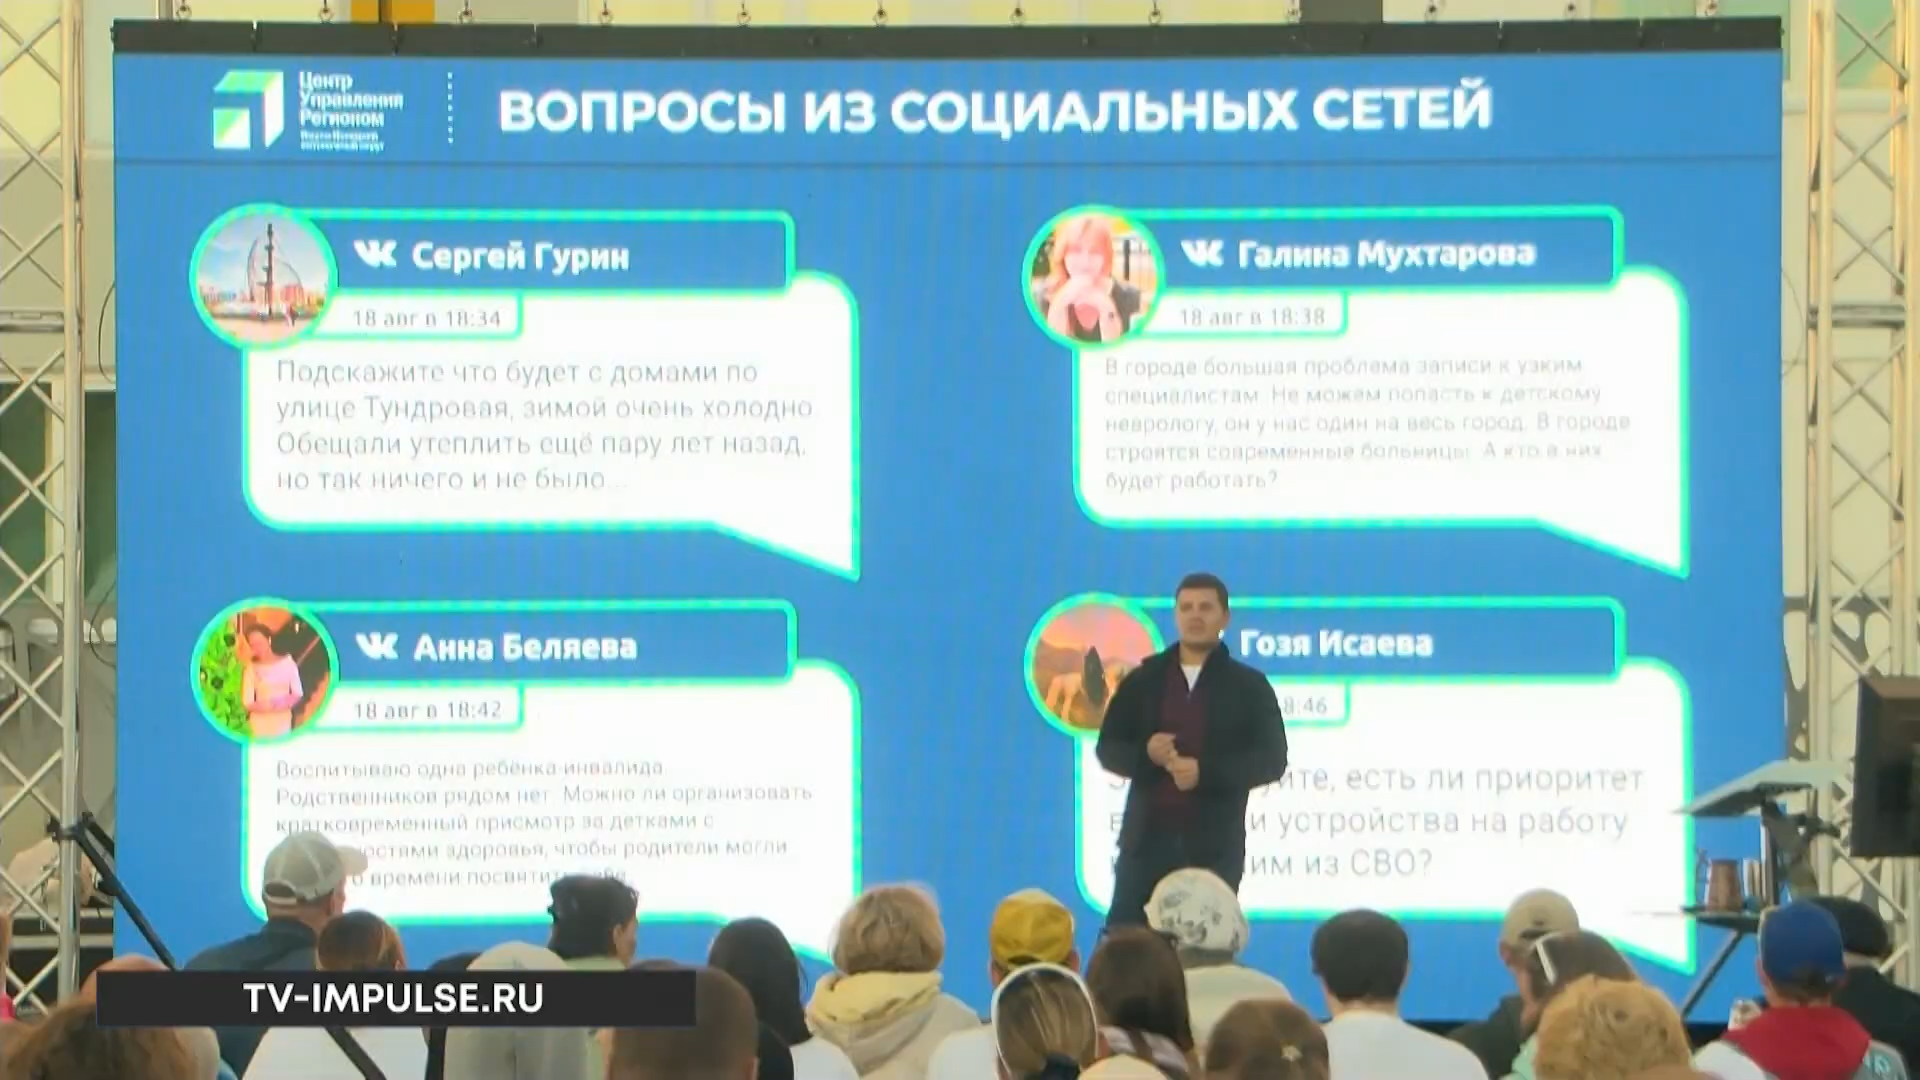 Центр
Управления
Регионом
ВОПРОСЫ ИЗ СОЦИАЛЬНЫХ СЕТЕЙ
Сергей Гурин
18 авг в 18:34
Подскажите что будет с домами по
улице Тундровая, зимой очень холодно
Обещали утеплить ещё пару лет назад,
но так ничего и не было...
Галина Мухтарова
18 авг в 18:38
В городе большая проблема записи к узким
специалистам. Не можем попасть к детскому
неврологу, он у нас один на весь город. В городе
строятся современные больницы. А кто в них
будет работать?
Анна Беляева
18 авг в 18:42
Воспитываю одна ребёнка-инвалида.
Родственников рядом нет. Можно ли организовать
кратковременный присмотр за детками с
здоровья, чтобы родители могли
времени посвятить
Гозя Исаева
8:46
есть ли приоритет
и устройства на работу
из СВО?
TV-IMPULSE.RU